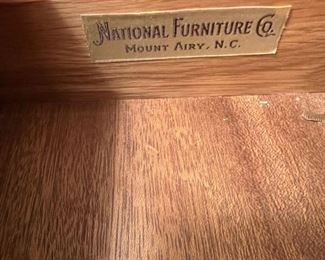 NATIONAL FURNITURE CO.
MOUNT AIRY, N.C.